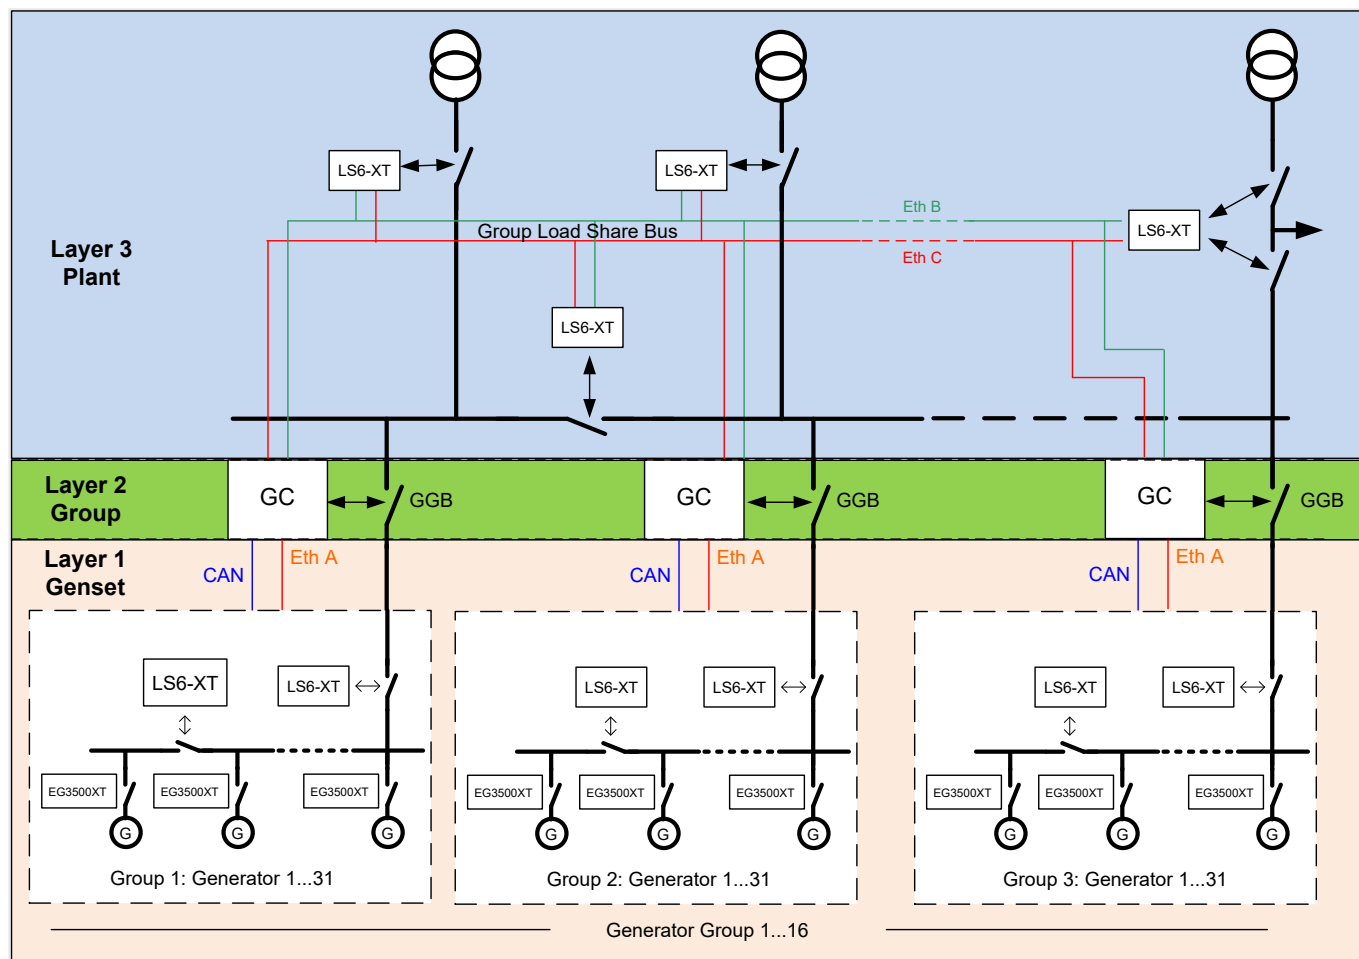 LS6-XT
LS6-XT
Eth B
Group Load Share Bus
LS6-XT
Layer 3
Plant
Eth C
LS6-XT
Layer 2
Group
GC
GGB
GC
GGB
GC
GGB
Layer 1
Genset
CAN
Eth A
CAN
Eth A
CAN
Eth A
LS6-XT
LS6-XT
LS6-XT
LS6-XT
LS6-XT
LS6-XT
EG3500XT
EG3500XT
EG3500XT
EG3500XT
EG3500XT
EG3500XT
EG3500XT
EG3500XT
EG3500XT
G
G
G
G
G
G
G
G
G
Group 1: Generator 1...31
Group 2: Generator 1...31
Group 3: Generator 1...31
Generator Group 1...16